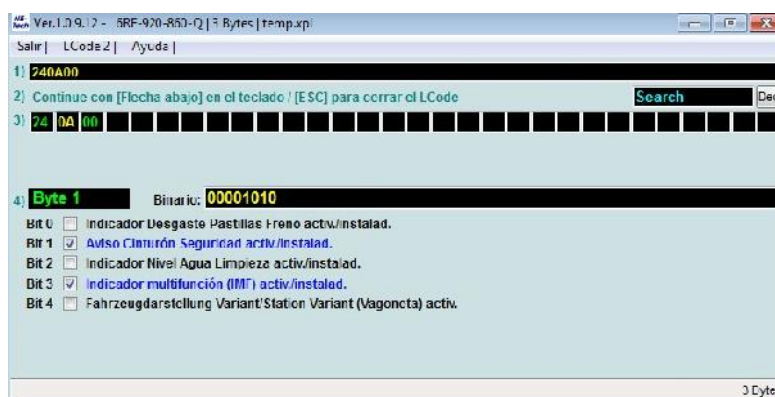 Ver.1.0.9.12 - 6RF-920-860-Q | 3 Bytes | temp.xpl
Salir | LCode 2 | Ayuda |
1) 240A00
2) Continue con [Flecha abajo] en el teclado / [ESC] para cerrar el LCode Search Dec
3) 24 0A 00
4) Byte 1 Binario: 00001010
Bit 0 Indicador Desgaste Pastillas Freno activ./instalad.
Bit 1 Aviso Cinturón Seguridad activ./instalad.
Bit 2 Indicador Nivel Agua Limpieza activ./instalad.
Bit 3 Indicador multifunción (IMF) activ./instalad.
Bit 4 Fahrzeugdarstellung Variant/Station Variant (Vagoneta) activ.
3 Byte